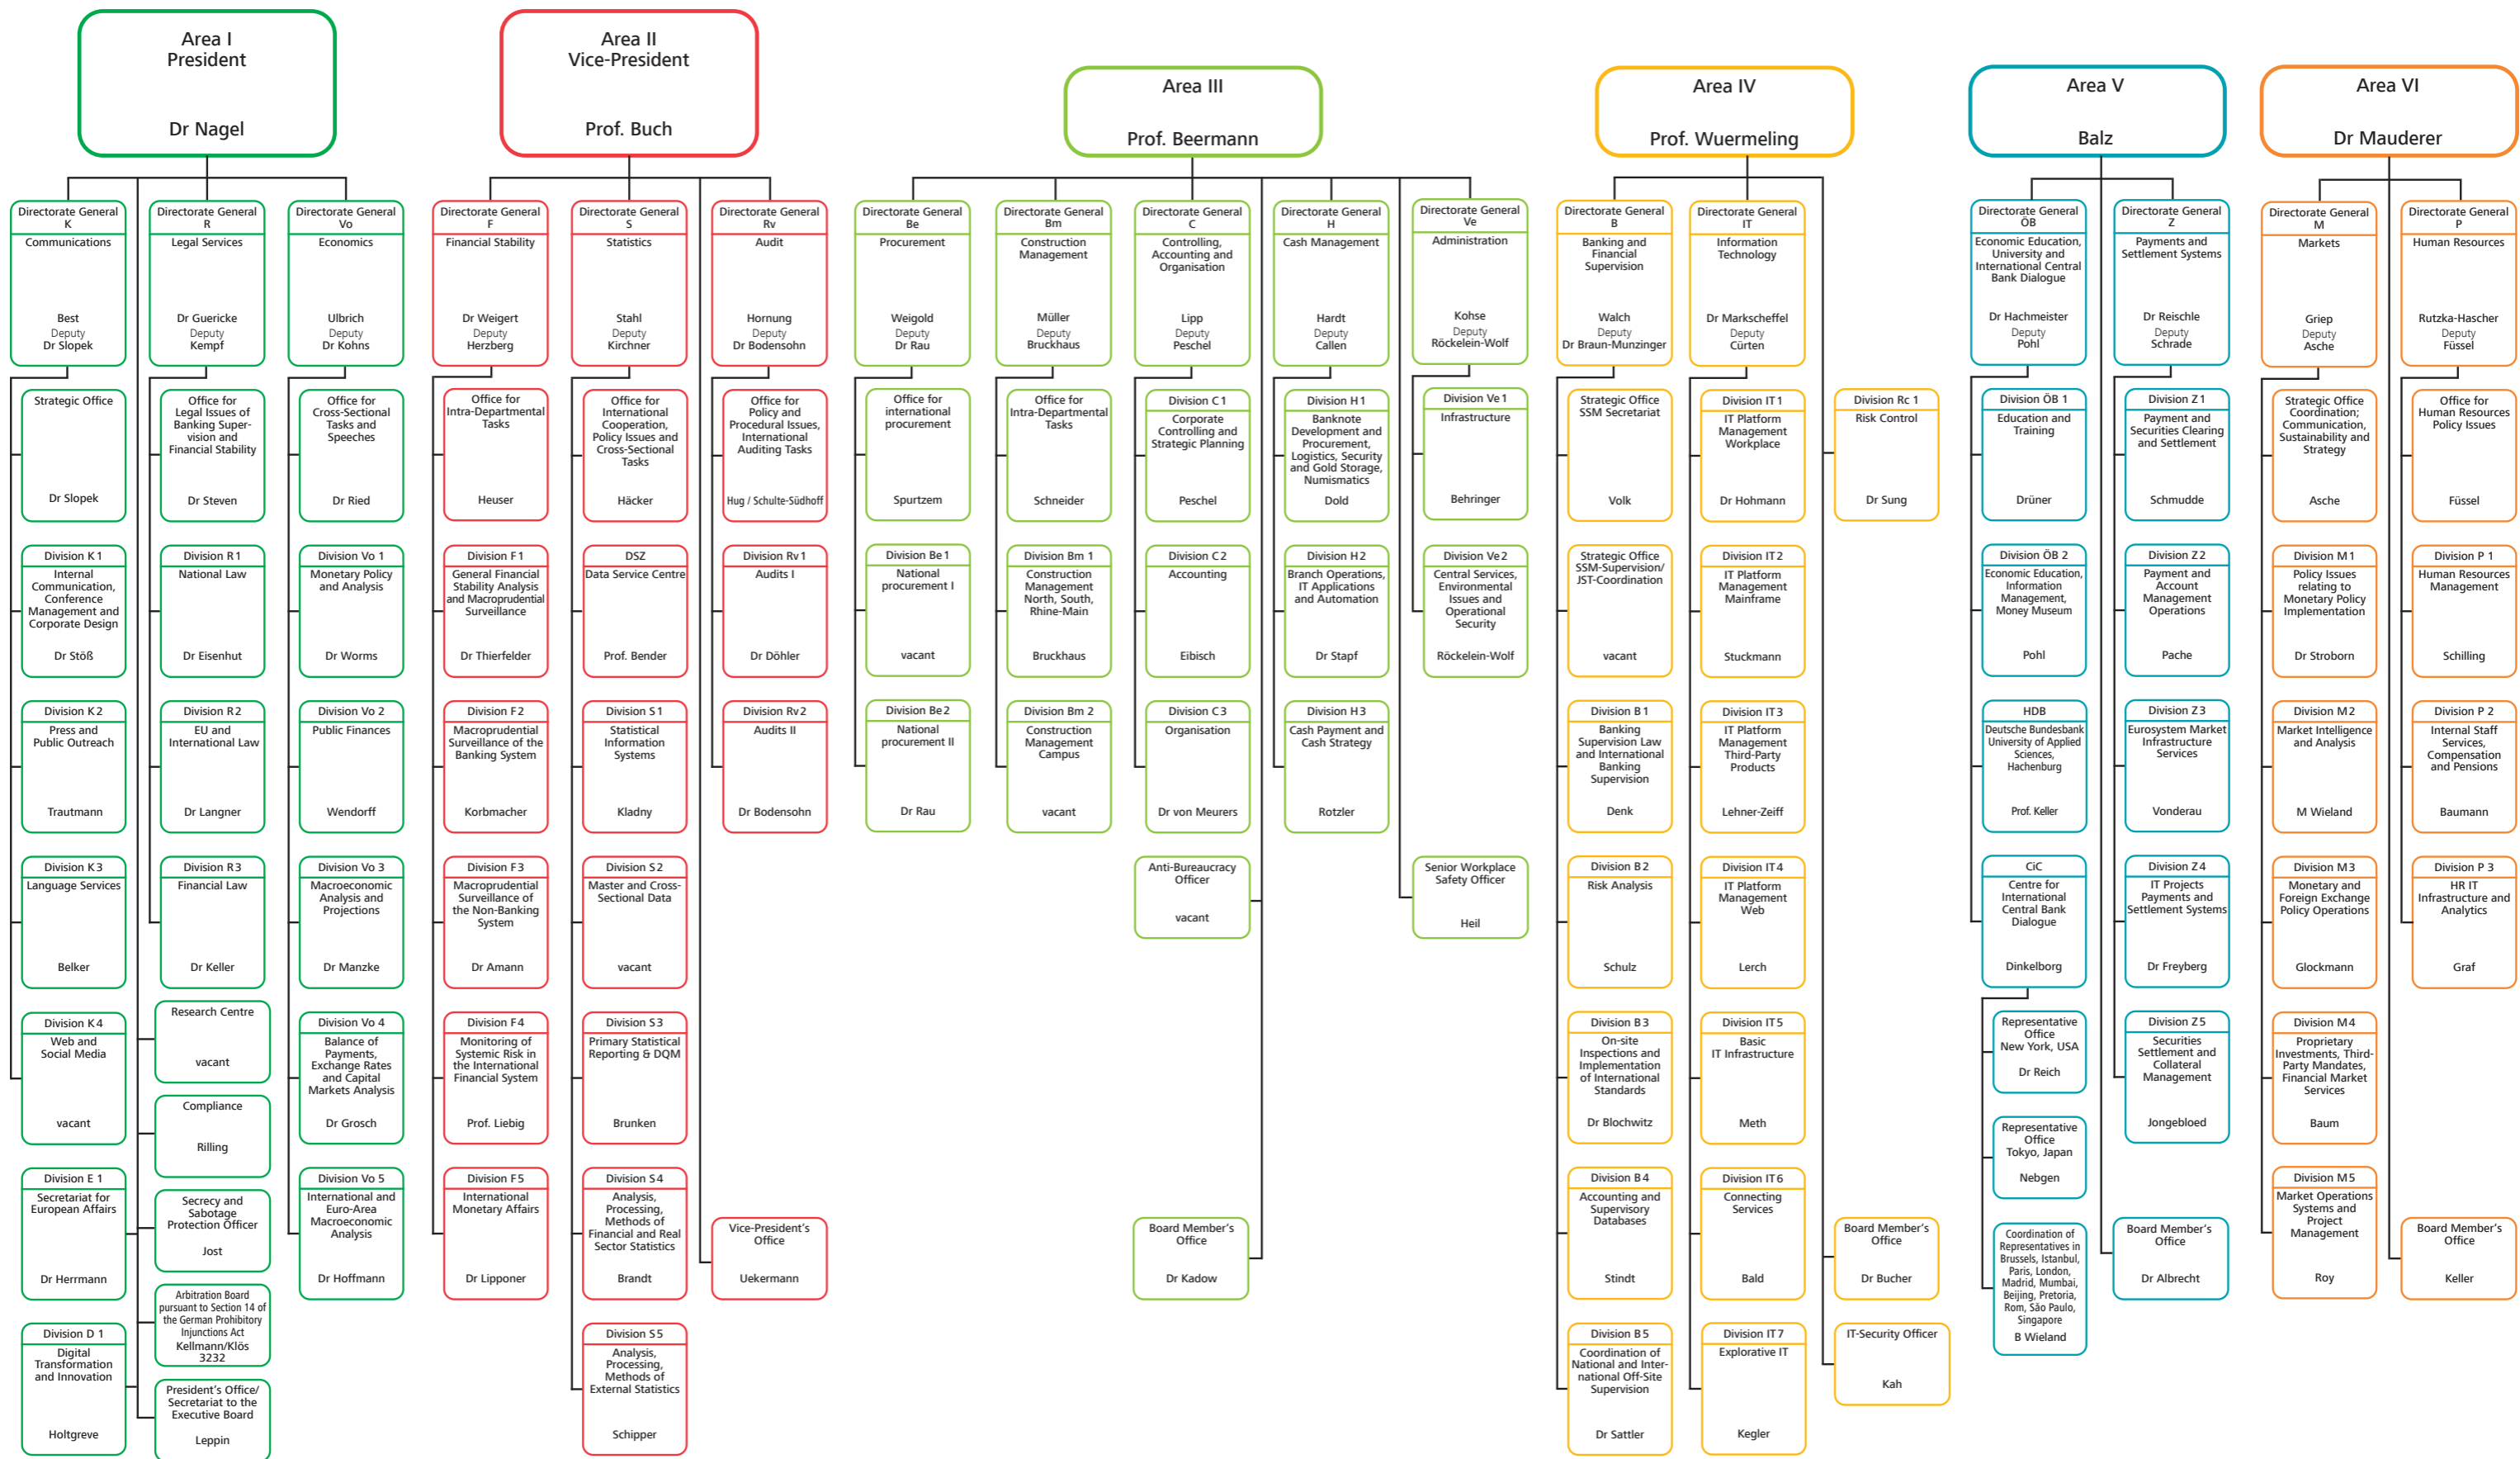 Area I
President
Dr Nagel
Directorate General
K
Communications
Best
Deputy
Dr Slopek
Strategic Office
Dr Slopek
Division K 1
Internal
Communication,
Conference
Management and
Corporate Design
Dr Stöß
Division K 2
Press and
Public Outreach
Trautmann
Division K 3
Language Services
Belker
Division K 4
Web and
Social Media
vacant
Division E 1
Secretariat for
European Affairs
Dr Herrmann
Division D 1
Digital
Transformation
and Innovation
Holtgreve
Directorate General
R
Legal Services
Dr Guericke
Deputy
Kempf
Office for
Legal Issues of
Banking Super-
vision and
Financial Stability
Dr Steven
Division R 1
National Law
Dr Eisenhut
Division R 2
EU and
International Law
Dr Langner
Division R 3
Financial Law
Dr Keller
Research Centre
vacant
Compliance
Rilling
Secrecy and
Sabotage
Protection Officer
Jost
Arbitration Board
pursuant to Section 14 of
the German Prohibitory
Injunctions Act
Kellmann/Klös
3232
President's Office/
Secretariat to the
Executive Board
Leppin
Directorate General
Vo
Economics
Ulbrich
Deputy
Dr Kohns
Office for
Cross-Sectional
Tasks and
Speeches
Dr Ried
Division Vo 1
Monetary Policy
and Analysis
Dr Worms
Division Vo 2
Public Finances
Wendorff
Division Vo 3
Macroeconomic
Analysis and
Projections
Dr Manzke
Division Vo 4
Balance of
Payments,
Exchange Rates
and Capital
Markets Analysis
Dr Grosch
Division Vo 5
International and
Euro-Area
Macroeconomic
Analysis
Dr Hoffmann
Area II
Vice-President
Prof. Buch
Directorate General
F
Financial Stability
Dr Weigert
Deputy
Herzberg
Office for
Intra-Departmental
Tasks
Heuser
Division F 1
General Financial
Stability Analysis
and Macroprudential
Surveillance
Dr Thierfelder
Division F 2
Macroprudential
Surveillance of the
Banking System
Korbmacher
Division F 3
Macroprudential
Surveillance of
the Non-Banking
System
Dr Amann
Division F 4
Monitoring of
Systemic Risk in
the International
Financial System
Prof. Liebig
Division F 5
International
Monetary Affairs
Dr Lipponer
Directorate General
S
Statistics
Stahl
Deputy
Kirchner
Office for
International
Cooperation,
Policy Issues and
Cross-Sectional
Tasks
Häcker
DSZ
Data Service Centre
Prof. Bender
Division S 1
Statistical
Information
Systems
Kladny
Division S 2
Master and Cross-
Sectional Data
vacant
Division S 3
Primary Statistical
Reporting & DQM
Brunken
Division S 4
Analysis,
Processing,
Methods of
Financial and Real
Sector Statistics
Brandt
Division S 5
Analysis,
Processing,
Methods of
External Statistics
Schipper
Directorate General
Rv
Audit
Hornung
Deputy
Dr Bodensohn
Office for
Policy and
Procedural Issues,
International
Auditing Tasks
Hug / Schulte-Südhoff
Division Rv 1
Audits I
Dr Döhler
Division Rv 2
Audits II
Dr Bodensohn
Vice-President's
Office
Uekermann
Area III
Prof. Beermann
Directorate General
Be
Procurement
Weigold
Deputy
Dr Rau
Office for
international
procurement
Spurtzem
Division Be 1
National
procurement I
vacant
Division Be 2
National
procurement II
Dr Rau
Directorate General
Bm
Construction
Management
Müller
Deputy
Bruckhaus
Office for
Intra-Departmental
Tasks
Schneider
Division Bm 1
Construction
Management
North, South,
Rhine-Main
Bruckhaus
Division Bm 2
Construction
Management
Campus
vacant
Directorate General
C
Controlling,
Accounting and
Organisation
Lipp
Deputy
Peschel
Division C 1
Corporate
Controlling and
Strategic Planning
Peschel
Division C 2
Accounting
Eibisch
Division C 3
Organisation
Dr von Meurers
Anti-Bureaucracy
Officer
vacant
Board Member's
Office
Dr Kadow
Directorate General
H
Cash Management
Hardt
Deputy
Callen
Division H 1
Banknote
Development and
Procurement,
Logistics, Security
and Gold Storage,
Numismatics
Dold
Division H 2
Branch Operations,
IT Applications
and Automation
Dr Stapf
Division H 3
Cash Payment and
Cash Strategy
Rotzler
Directorate General
Ve
Administration
Kohse
Deputy
Röckelein-Wolf
Division Ve 1
Infrastructure
Behringer
Division Ve 2
Central Services,
Environmental
Issues and
Operational
Security
Röckelein-Wolf
Senior Workplace
Safety Officer
Heil
Area IV
Prof. Wuermeling
Directorate General
B
Banking and
Financial
Supervision
Walch
Deputy
Dr Braun-Munzinger
Strategic Office
SSM Secretariat
Volk
Strategic Office
SSM-Supervision/
JST-Coordination
vacant
Division B 1
Banking
Supervision Law
and International
Banking
Supervision
Denk
Division B 2
Risk Analysis
Schulz
Division B 3
On-site
Inspections and
Implementation
of International
Standards
Dr Blochwitz
Division B 4
Accounting and
Supervisory
Databases
Stindt
Division B 5
Coordination of
National and Inter-
national Off-Site
Supervision
Dr Sattler
Directorate General
IT
Information
Technology
Dr Markscheffel
Deputy
Cürten
Division IT 1
IT Platform
Management
Workplace
Dr Hohmann
Division IT 2
IT Platform
Management
Mainframe
Stuckmann
Division IT 3
IT Platform
Management
Third-Party
Products
Lehner-Zeiff
Division IT 4
IT Platform
Management
Web
Lerch
Division IT 5
Basic
IT Infrastructure
Meth
Division IT 6
Connecting
Services
Bald
Division IT 7
Explorative IT
Kegler
Division Rc 1
Risk Control
Dr Sung
Board Member's
Office
Dr Bucher
IT-Security Officer
Kah
Area V
Balz
Directorate General
ÖB
Economic Education,
University and
International Central
Bank Dialogue
Dr Hachmeister
Deputy
Pohl
Division ÖB 1
Education and
Training
Drüner
Division ÖB 2
Economic Education,
Information
Management,
Money Museum
Pohl
HDB
Deutsche Bundesbank
University of Applied
Sciences,
Hachenburg
Prof. Keller
CiC
Centre for
International
Central Bank
Dialogue
Dinkelborg
Representative
Office
New York, USA
Dr Reich
Representative
Office
Tokyo, Japan
Nebgen
Coordination of
Representatives in
Brussels, Istanbul,
Paris, London,
Madrid, Mumbai,
Beijing, Pretoria,
Rom, São Paulo,
Singapore
B Wieland
Directorate General
Z
Payments and
Settlement Systems
Dr Reischle
Deputy
Schrade
Division Z 1
Payment and
Securities Clearing
and Settlement
Schmudde
Division Z 2
Payment and
Account
Management
Operations
Pache
Division Z 3
Eurosystem Market
Infrastructure
Services
Vonderau
Division Z 4
IT Projects
Payments and
Settlement Systems
Dr Freyberg
Division Z 5
Securities
Settlement and
Collateral
Management
Jongebloed
Board Member's
Office
Dr Albrecht
Area VI
Dr Mauderer
Directorate General
M
Markets
Griep
Deputy
Asche
Strategic Office
Coordination;
Communication,
Sustainability and
Strategy
Asche
Division M 1
Policy Issues
relating to
Monetary Policy
Implementation
Dr Stroborn
Division M 2
Market Intelligence
and Analysis
M Wieland
Division M 3
Monetary and
Foreign Exchange
Policy Operations
Glockmann
Division M 4
Proprietary
Investments, Third-
Party Mandates,
Financial Market
Services
Baum
Division M 5
Market Operations
Systems and
Project
Management
Roy
Directorate General
P
Human Resources
Rutzka-Hascher
Deputy
Füssel
Office for
Human Resources
Policy Issues
Füssel
Division P 1
Human Resources
Management
Schilling
Division P 2
Internal Staff
Services,
Compensation
and Pensions
Baumann
Division P 3
HR IT
Infrastructure and
Analytics
Graf
Board Member's
Office
Keller